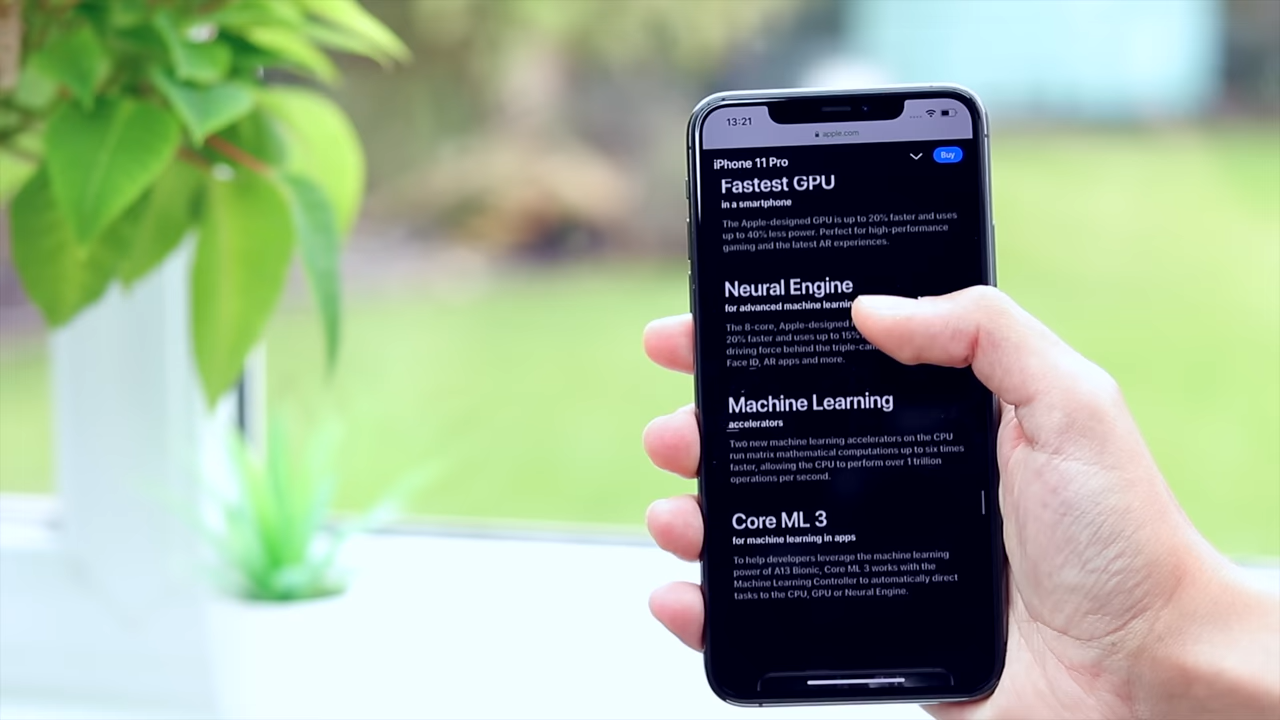 13:21
apple.com
iPhone 11 Pro
Buy
Fastest GPU
in a smartphone
The Apple-designed GPU is up to 20% faster and uses
up to 40% less power. Perfect for high-performance
gaming and the latest AR experiences.
Neural Engine
for advanced machine learning
The 8-core, Apple-designed
20% faster and uses up to 15%
driving force behind the triple-cam
Face ID, AR apps and more.
Machine Learning
accelerators
Two new machine learning accelerators on the CPU
run matrix mathematical computations up to six times
faster, allowing the CPU to perform over 1 trillion
operations per second.
Core ML 3
for machine learning in apps
To help developers leverage the machine learning
power of A13 Bionic, Core ML 3 works with the
Machine Learning Controller to automatically direct
tasks to the CPU, GPU or Neural Engine.